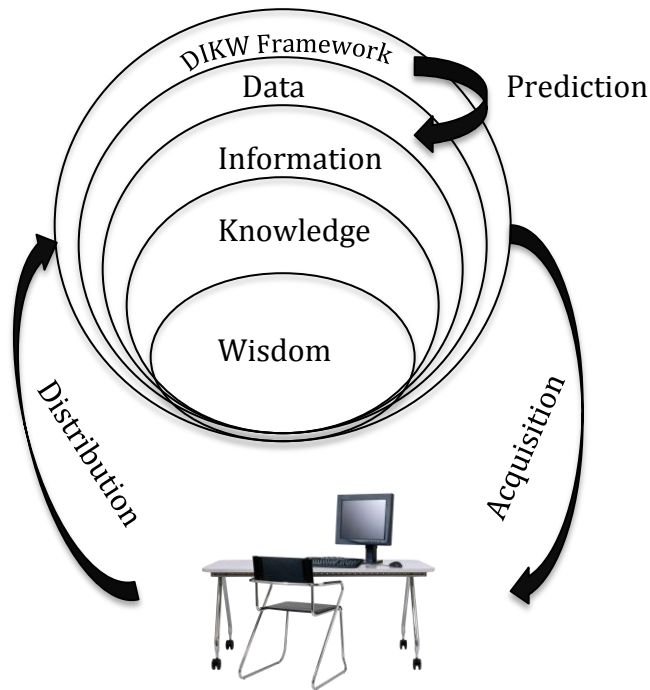 DIKW Framework
Data
Prediction
Information
Knowledge
Wisdom
Distribution
Acquisition